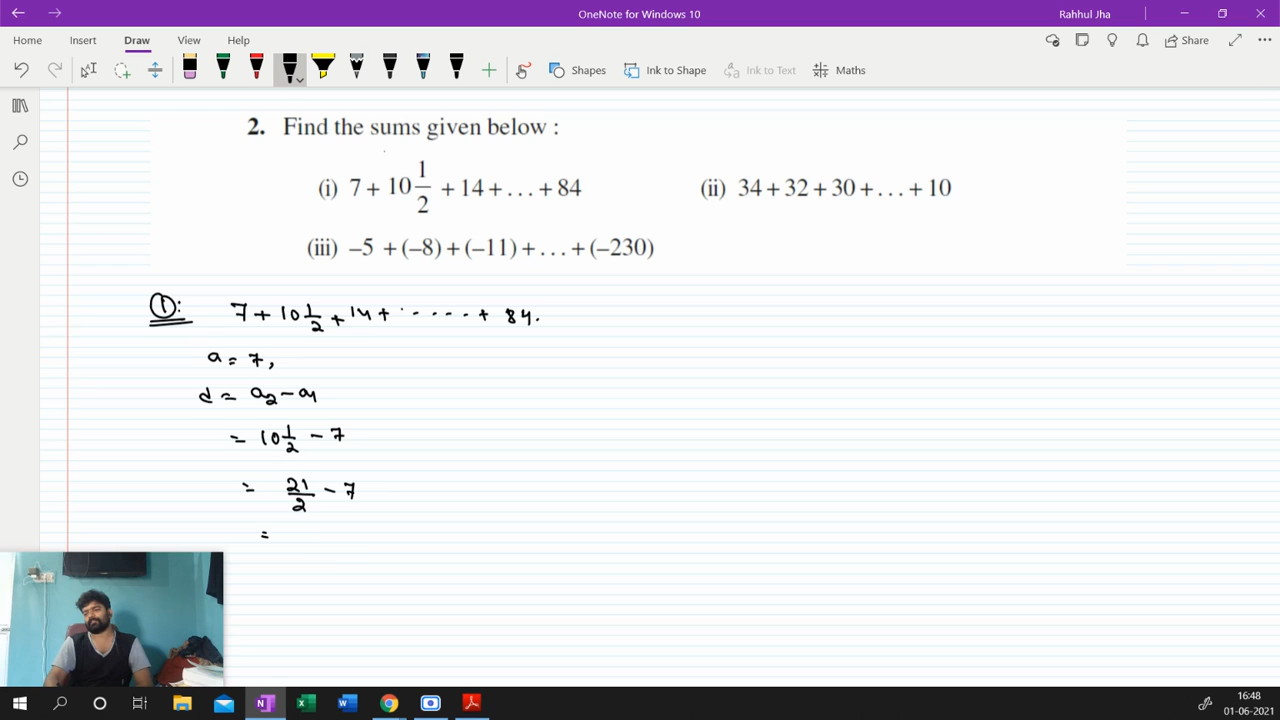 OneNote for Windows 10
Rahhul Jha
Home Insert Draw View Help
Share
Shapes Ink to Shape Ink to Text Maths
2. Find the sums given below :
(i) 7 + 10 1/2 + 14 + . . . + 84 (ii) 34 + 32 + 30 + . . . + 10
(iii) –5 + (–8) + (–11) + . . . + (–230)
①: 7 + 10 1/2 + 14 + ....... + 84.
a = 7,
d = a2 - a1
= 10 1/2 - 7
= 21/2 - 7
=
16:48
01-06-2021